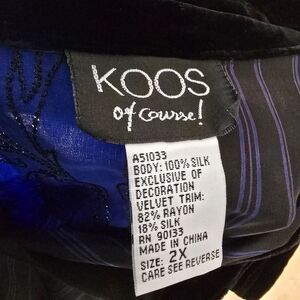 KOOS
of course!
A51033
BODY: 100% SILK
EXCLUSIVE OF
DECORATION
VELVET TRIM:
82% RAYON
18% SILK
RN 90133
MADE IN CHINA
SIZE: 2X
CARE SEE REVERSE